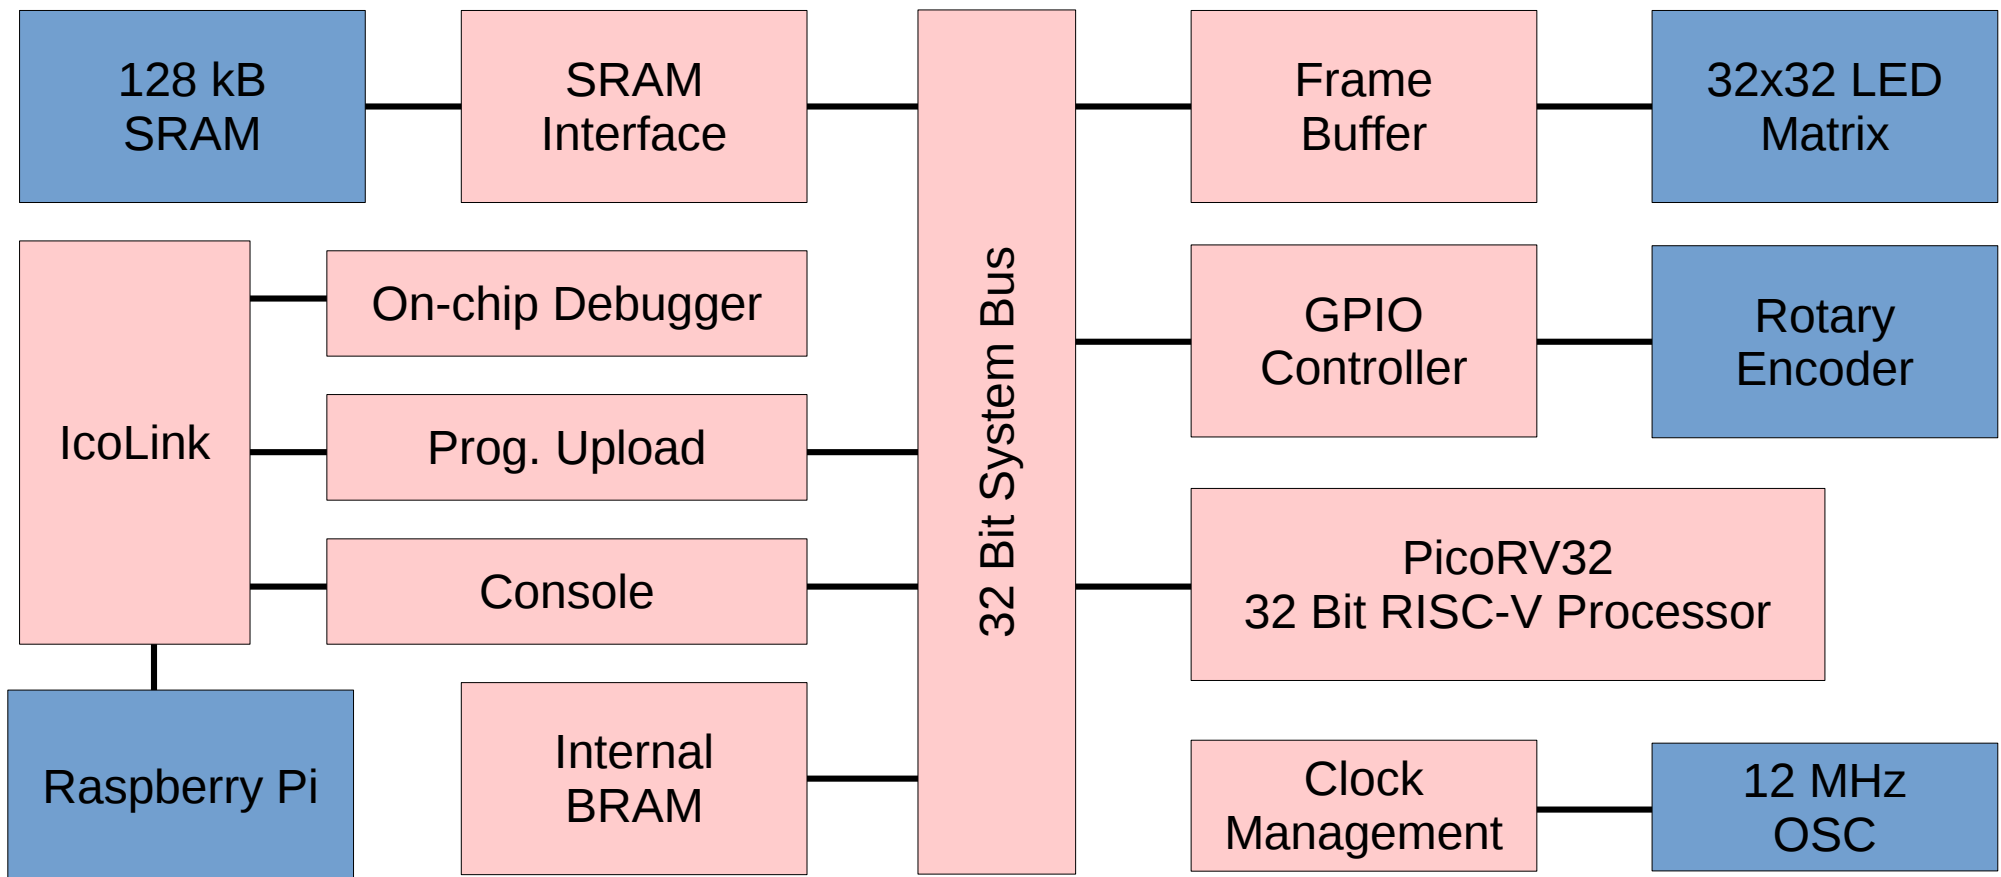 128 kB
SRAM
SRAM
Interface
Frame
Buffer
32x32 LED
Matrix
IcoLink
On-chip Debugger
Prog. Upload
Console
32 Bit System Bus
GPIO
Controller
Rotary
Encoder
PicoRV32
32 Bit RISC-V Processor
Raspberry Pi
Internal
BRAM
Clock
Management
12 MHz
OSC